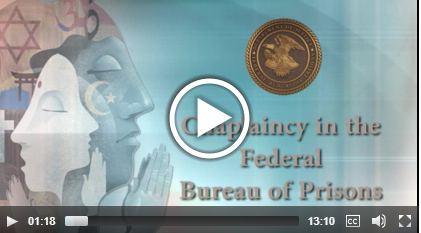 Chaplaincy in the
Federal
Bureau of Prisons
01:18
13:10
CC